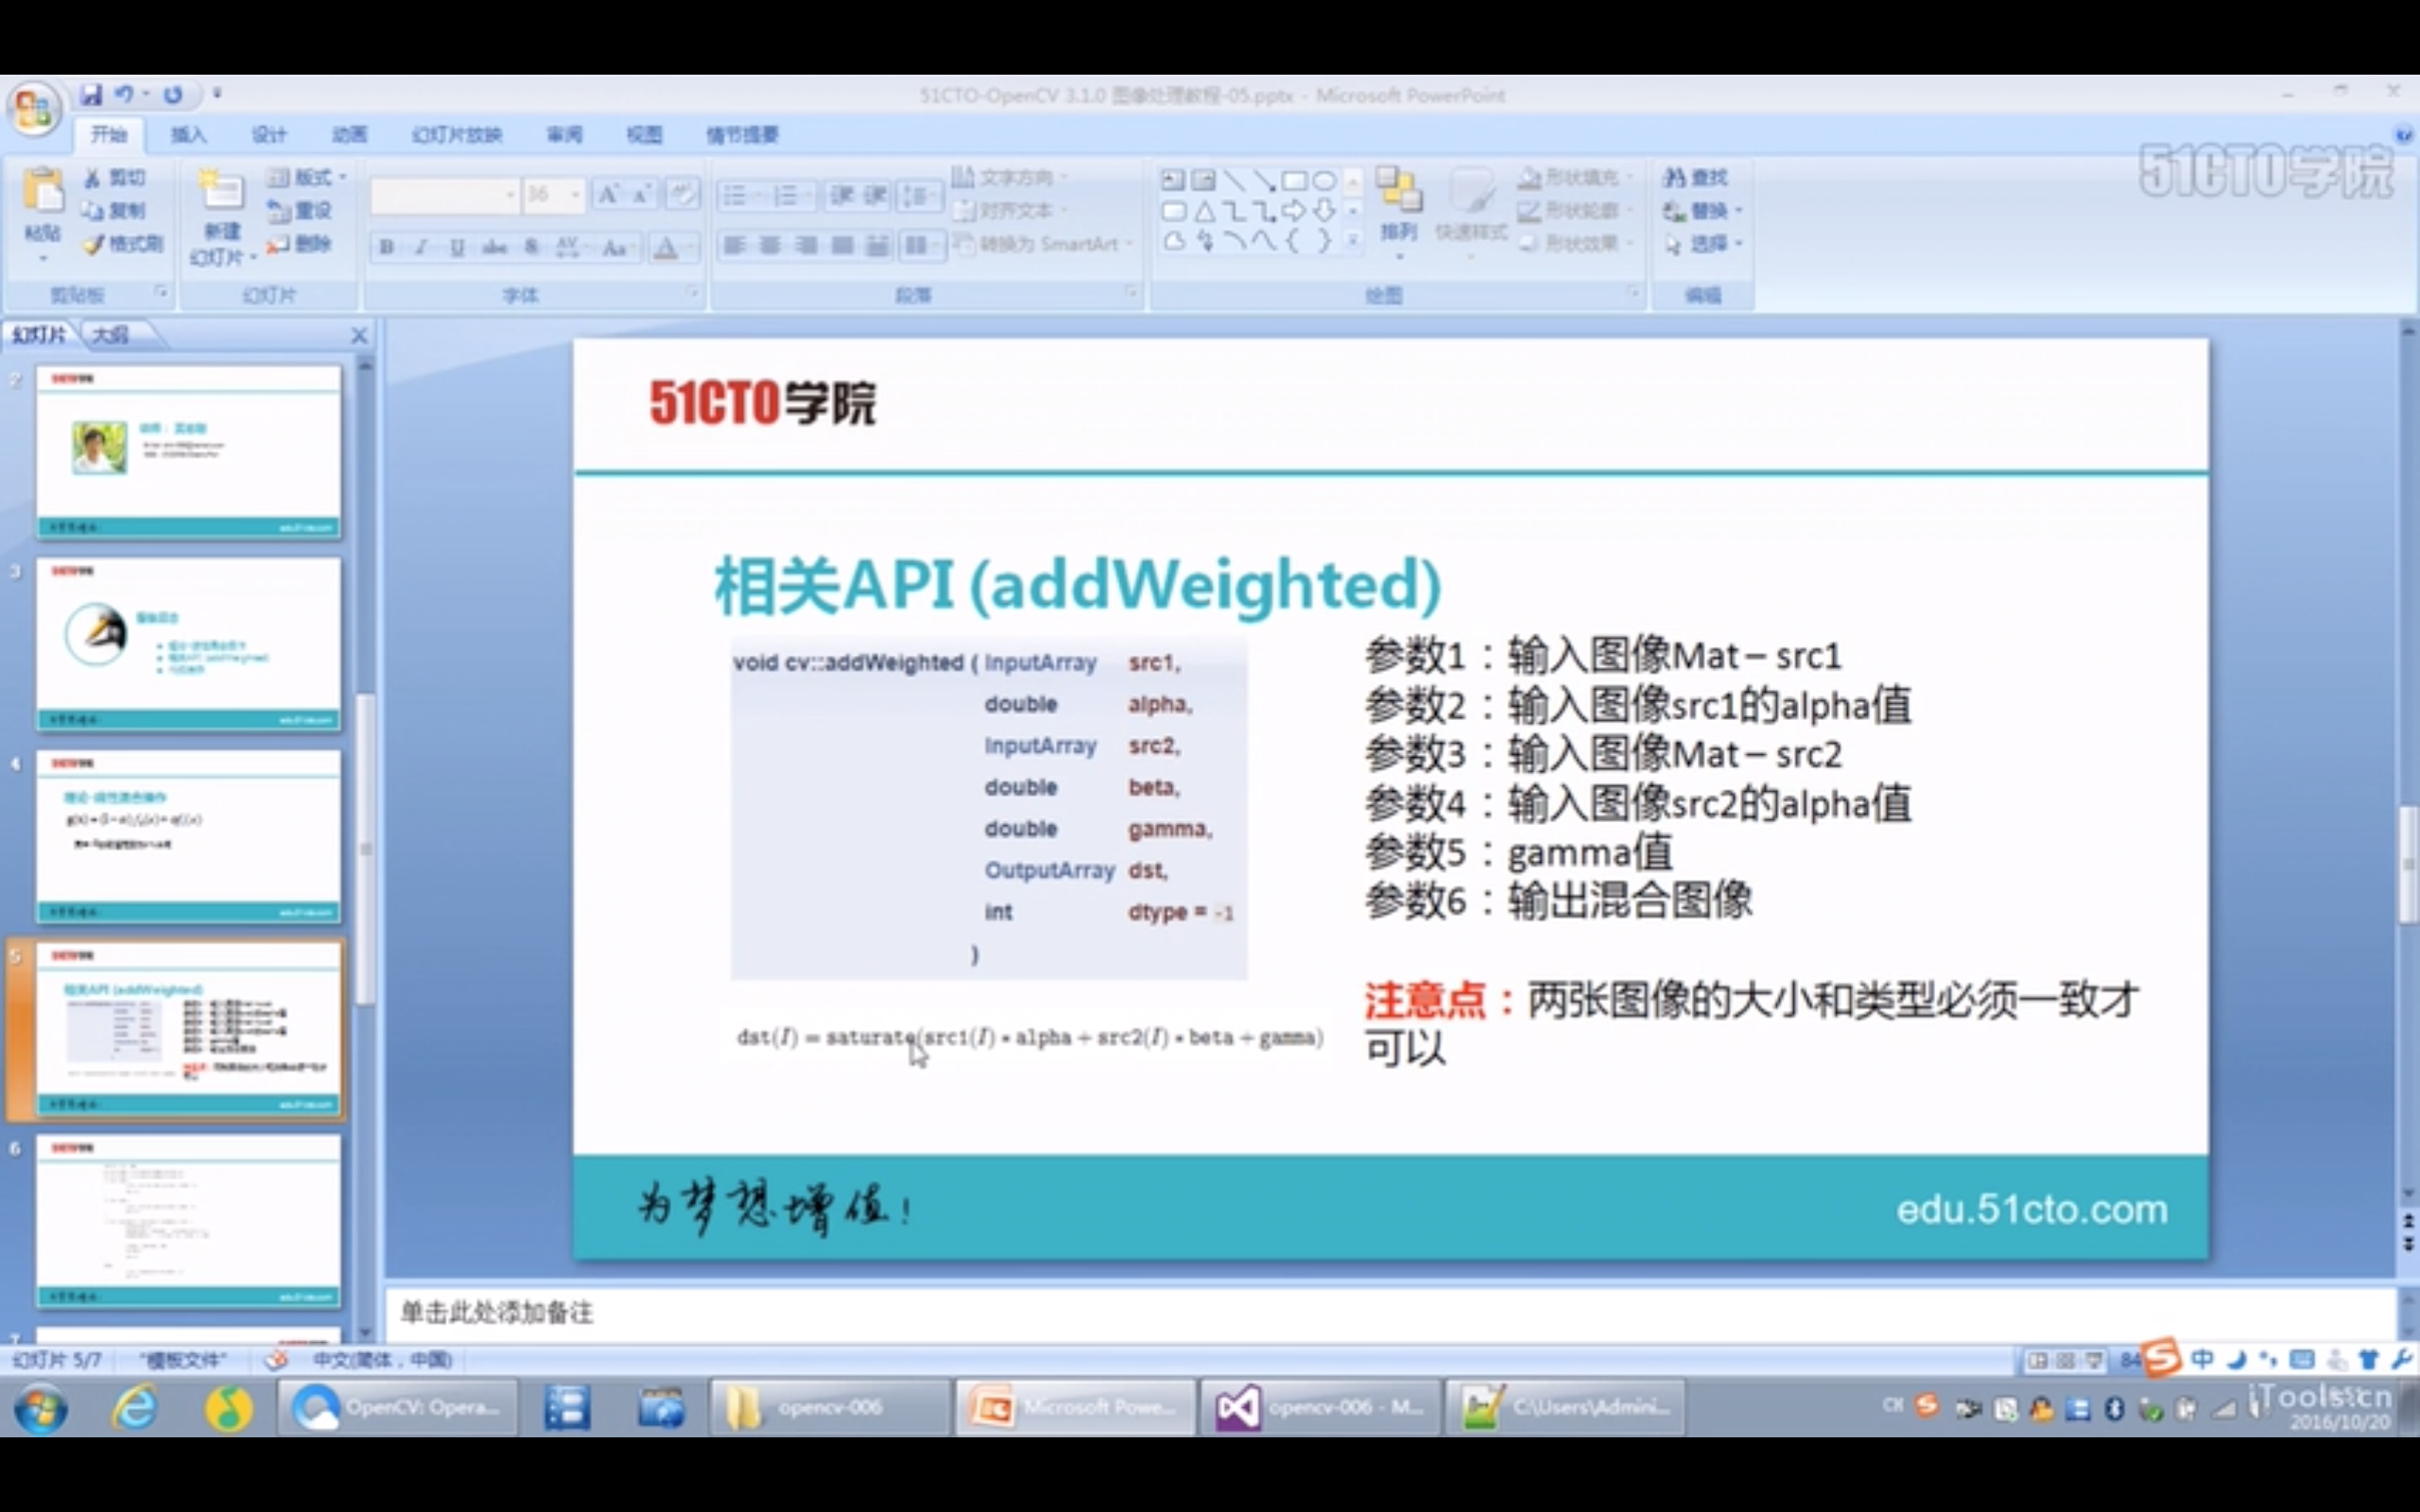 51CTO-OpenCV 3.1.0 图像处理教程-05.pptx - Microsoft PowerPoint
开始 插入 设计 动画 幻灯片放映 审阅 视图 情节提要
51CTO学院
粘贴
剪切
复制
格式刷
剪贴板
新建
幻灯片
版式
重设
删除
幻灯片
36
B I U abc S AV Aa A
字体
文字方向
对齐文本
转换为 SmartArt
段落
排列
快速样式
形状填充
形状轮廓
形状效果
绘图
查找
替换
选择
编辑
幻灯片 大纲
2
3
4
5
6
7
51CTO学院
相关API (addWeighted)
void cv::addWeighted ( InputArray src1,
double alpha,
InputArray src2,
double beta,
double gamma,
OutputArray dst,
int dtype = -1
)
dst(I) = saturate(src1(I) * alpha + src2(I) * beta + gamma)
参数1：输入图像Mat – src1
参数2：输入图像src1的alpha值
参数3：输入图像Mat – src2
参数4：输入图像src2的alpha值
参数5：gamma值
参数6：输出混合图像
注意点：两张图像的大小和类型必须一致才
可以
为梦想增值!
edu.51cto.com
单击此处添加备注
幻灯片 5/7 "模板文件" 中文(简体，中国)
中
OpenCV: Opera...
opencv-006
Microsoft Powe...
opencv-006 - M...
C:\Users\Admini...
CH
2016/10/20